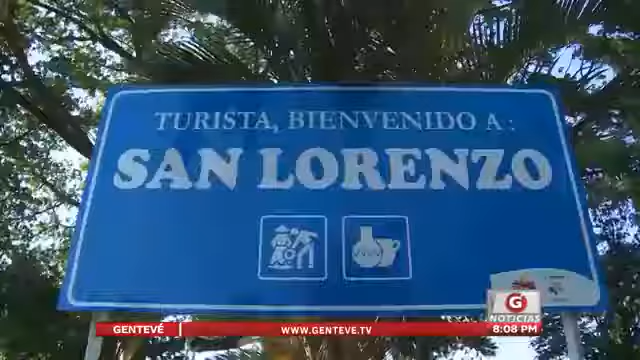 TURISTA, BIENVENIDO A:
SAN LORENZO
G
NOTICIAS
GENTEVÉ
WWW.GENTEVE.TV
8:08 PM